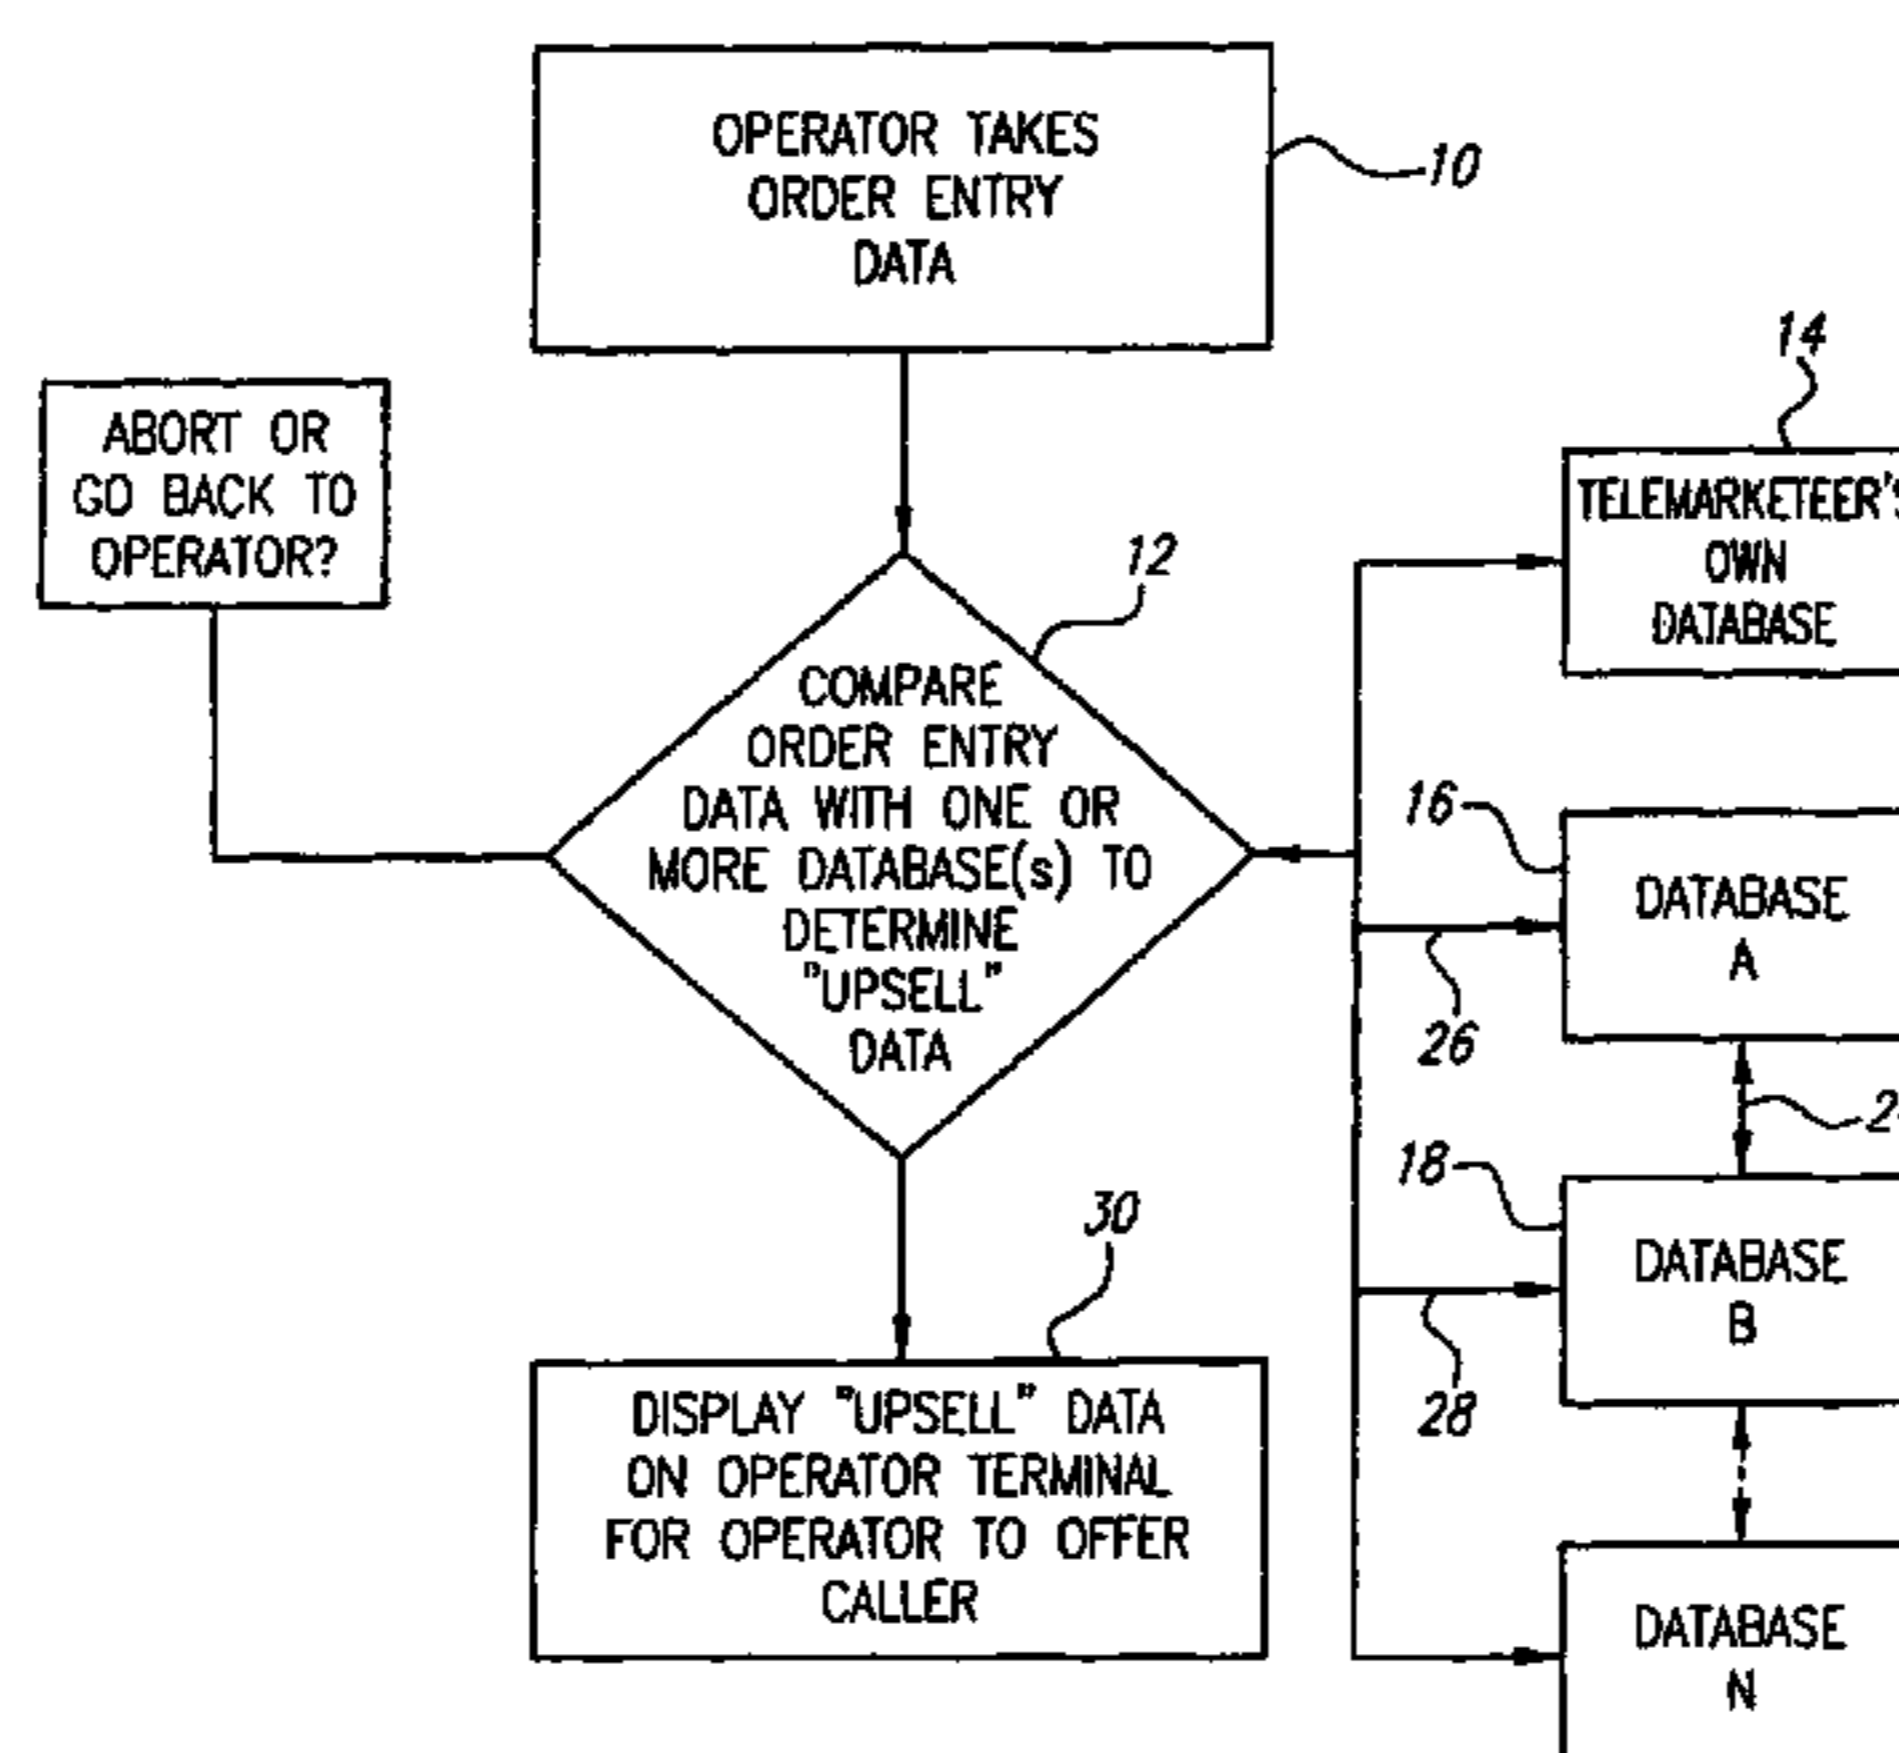 OPERATOR TAKES
ORDER ENTRY
DATA
10
ABORT OR
GO BACK TO
OPERATOR?
12
COMPARE
ORDER ENTRY
DATA WITH ONE OR
MORE DATABASE(s) TO
DETERMINE
"UPSELL"
DATA
14
TELEMARKETEER'S
OWN
DATABASE
16
DATABASE
A
26
18
DATABASE
B
28
30
DISPLAY "UPSELL" DATA
ON OPERATOR TERMINAL
FOR OPERATOR TO OFFER
CALLER
DATABASE
N